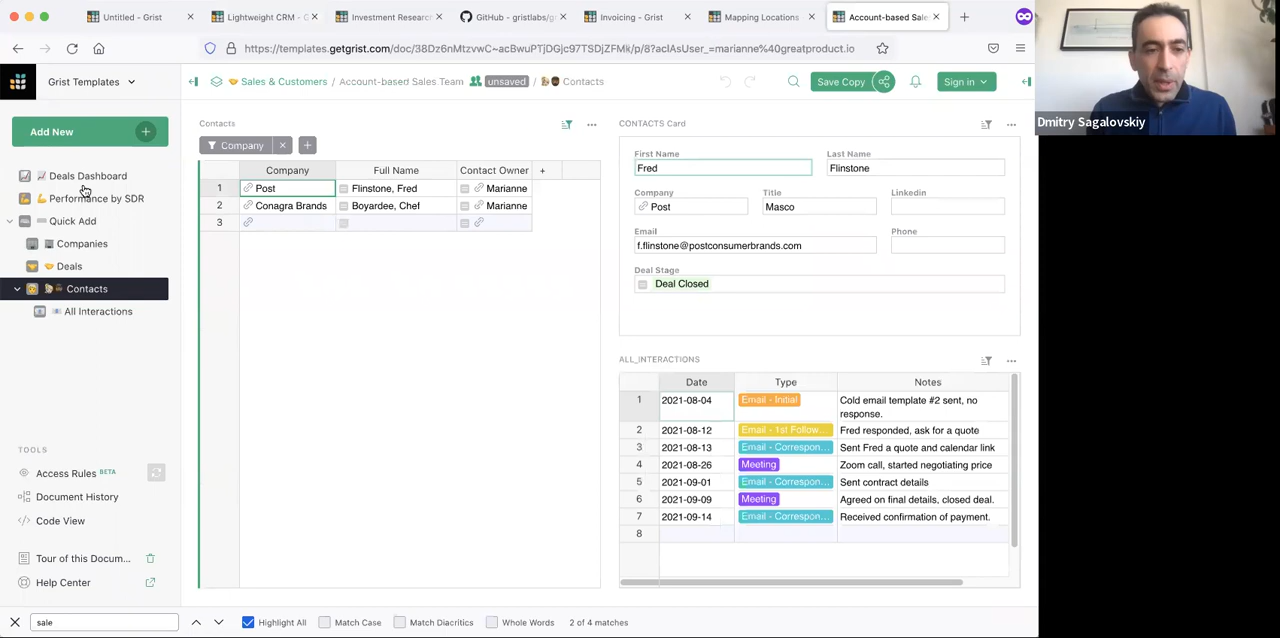 Untitled - Grist
Lightweight CRM - G
Investment Researc
GitHub - gristlabs/g
Invoicing - Grist
Mapping Locations
Account-based Sale
https://templates.getgrist.com/doc/38Dz6nMtzvwC~acBwuPTjDGjc97TSDjZFMk/p/8?aclAsUser_=marianne%40greatproduct.io
Dmitry Sagalovskiy
Grist Templates
Sales & Customers / Account-based Sales Team unsaved / Contacts
Save Copy
Sign in
Add New
Deals Dashboard
Performance by SDR
Quick Add
Companies
Deals
Contacts
All Interactions
TOOLS
Access Rules BETA
Document History
Code View
Tour of this Docum...
Help Center
Contacts
Company
Company Full Name Contact Owner
1 Post Flinstone, Fred Marianne
2 Conagra Brands Boyardee, Chef Marianne
3
CONTACTS Card
First Name Last Name
Fred Flinstone
Company Title Linkedin
Post Masco
Email Phone
f.flinstone@postconsumerbrands.com
Deal Stage
Deal Closed
ALL_INTERACTIONS
Date Type Notes
1 2021-08-04 Email - Initial Cold email template #2 sent, no
response.
2 2021-08-12 Email - 1st Follow... Fred responded, ask for a quote
3 2021-08-13 Email - Correspon... Sent Fred a quote and calendar link
4 2021-08-26 Meeting Zoom call, started negotiating price
5 2021-09-01 Email - Correspon... Sent contract details
6 2021-09-09 Meeting Agreed on final details, closed deal.
7 2021-09-14 Email - Correspon... Received confirmation of payment.
8
sale
Highlight All Match Case Match Diacritics Whole Words 2 of 4 matches